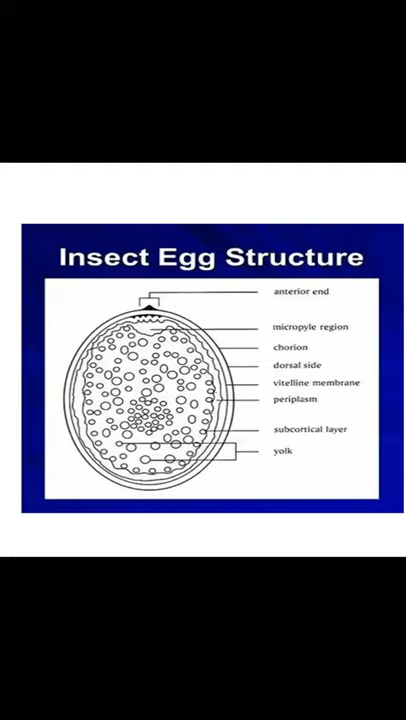 Insect Egg Structure
anterior end
micropyle region
chorion
dorsal side
vitelline membrane
periplasm
subcortical layer
yolk